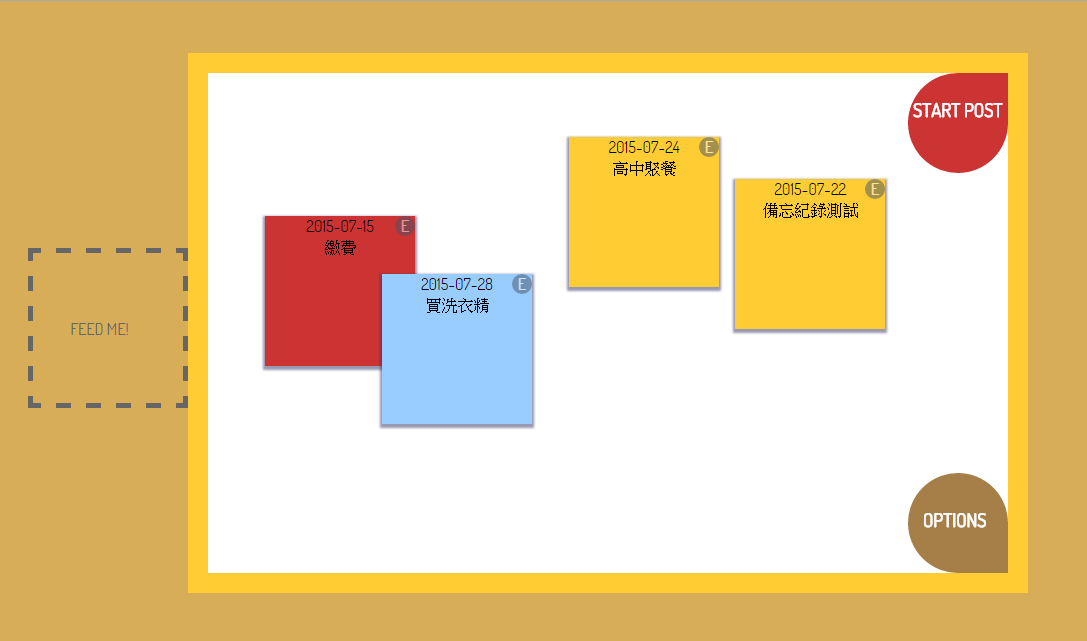 START POST
2015-07-24 E
高中聚餐
2015-07-22 E
備忘紀錄測試
2015-07-15 E
繳費
2015-07-28 E
買洗衣精
FEED ME!
OPTIONS